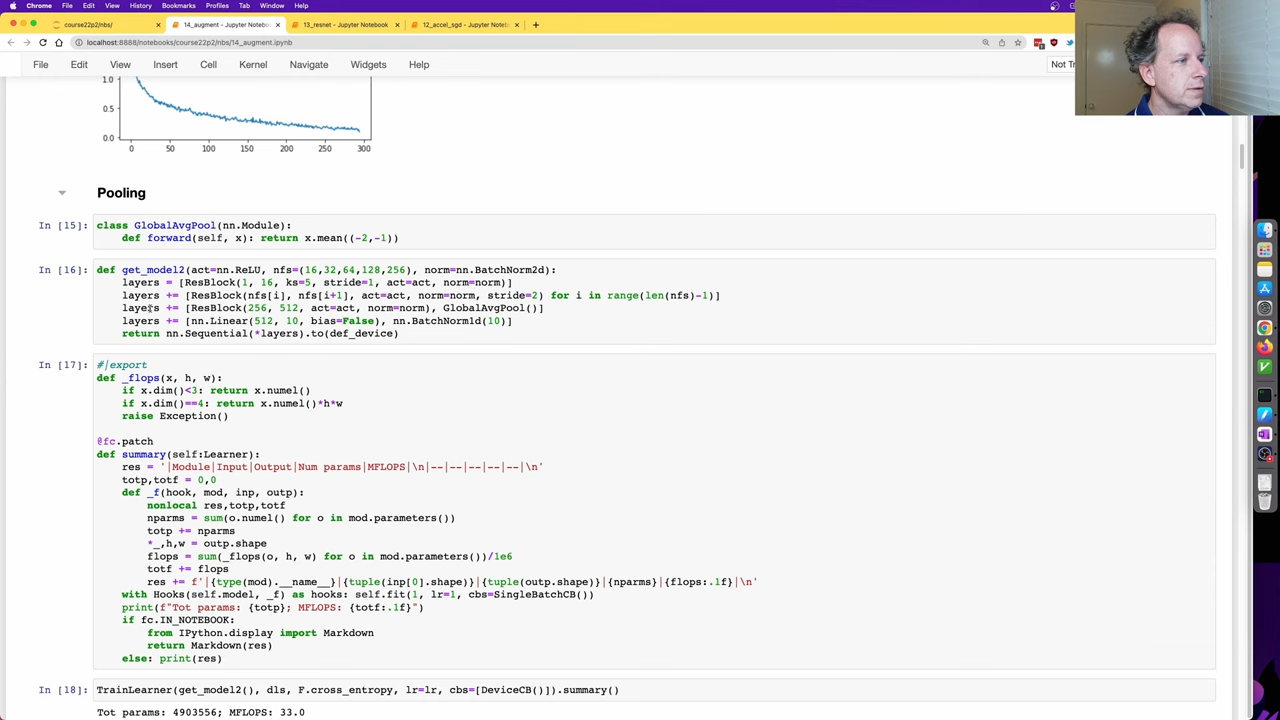 Chrome File Edit View History Bookmarks Profiles Tab Window Help
course22p2/nbs/ 14_augment - Jupyter Notebo 13_resnet - Jupyter Notebook 12_accel_sgd - Jupyter Noteb
localhost:8888/notebooks/course22p2/nbs/14_augment.ipynb
File Edit View Insert Cell Kernel Navigate Widgets Help Not Tr
1.0
0.5
0.0
0 50 100 150 200 250 300
Pooling
In [15]: class GlobalAvgPool(nn.Module):
    def forward(self, x): return x.mean((-2,-1))
In [16]: def get_model2(act=nn.ReLU, nfs=(16,32,64,128,256), norm=nn.BatchNorm2d):
    layers = [ResBlock(1, 16, ks=5, stride=1, act=act, norm=norm)]
    layers += [ResBlock(nfs[i], nfs[i+1], act=act, norm=norm, stride=2) for i in range(len(nfs)-1)]
    layers += [ResBlock(256, 512, act=act, norm=norm), GlobalAvgPool()]
    layers += [nn.Linear(512, 10, bias=False), nn.BatchNorm1d(10)]
    return nn.Sequential(*layers).to(def_device)
In [17]: #|export
def _flops(x, h, w):
    if x.dim()<3: return x.numel()
    if x.dim()==4: return x.numel()*h*w
    raise Exception()
@fc.patch
def summary(self:Learner):
    res = '|Module|Input|Output|Num params|MFLOPS|\n|--|--|--|--|--|\n'
    totp,totf = 0,0
    def _f(hook, mod, inp, outp):
        nonlocal res,totp,totf
        nparms = sum(o.numel() for o in mod.parameters())
        totp += nparms
        *_,h,w = outp.shape
        flops = sum(_flops(o, h, w) for o in mod.parameters())/1e6
        totf += flops
        res += f'|{type(mod).__name__}|{tuple(inp[0].shape)}|{tuple(outp.shape)}|{nparms}|{flops:.1f}|\n'
    with Hooks(self.model, _f) as hooks: self.fit(1, lr=1, cbs=SingleBatchCB())
    print(f"Tot params: {totp}; MFLOPS: {totf:.1f}")
    if fc.IN_NOTEBOOK:
        from IPython.display import Markdown
        return Markdown(res)
    else: print(res)
In [18]: TrainLearner(get_model2(), dls, F.cross_entropy, lr=lr, cbs=[DeviceCB()]).summary()
Tot params: 4903556; MFLOPS: 33.0